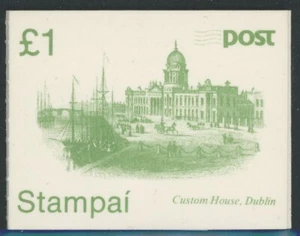 £1
POST
Stampaí
Custom House, Dublin